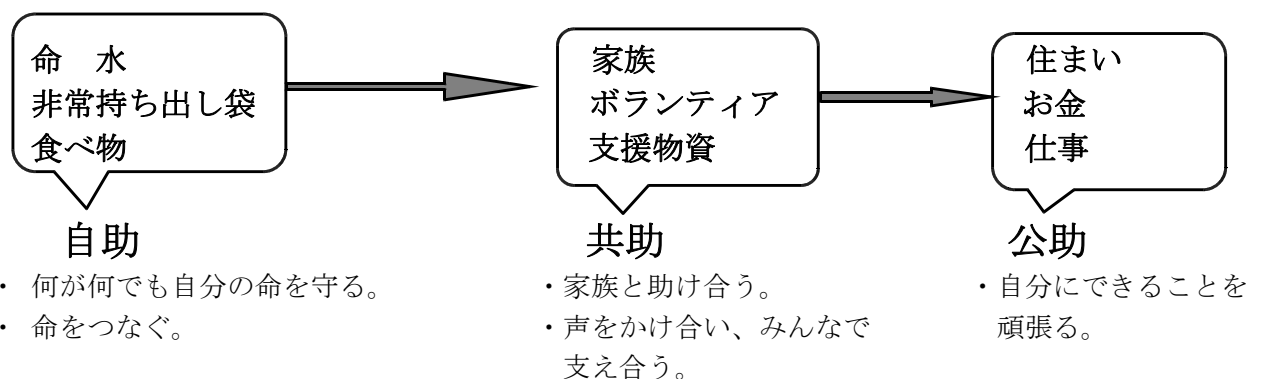 命　水
非常持ち出し袋
食べ物
自助
・ 何が何でも自分の命を守る。
・ 命をつなぐ。
家族
ボランティア
支援物資
共助
・家族と助け合う。
・声をかけ合い、みんなで
支え合う。
住まい
お金
仕事
公助
・自分にできることを
頑張る。